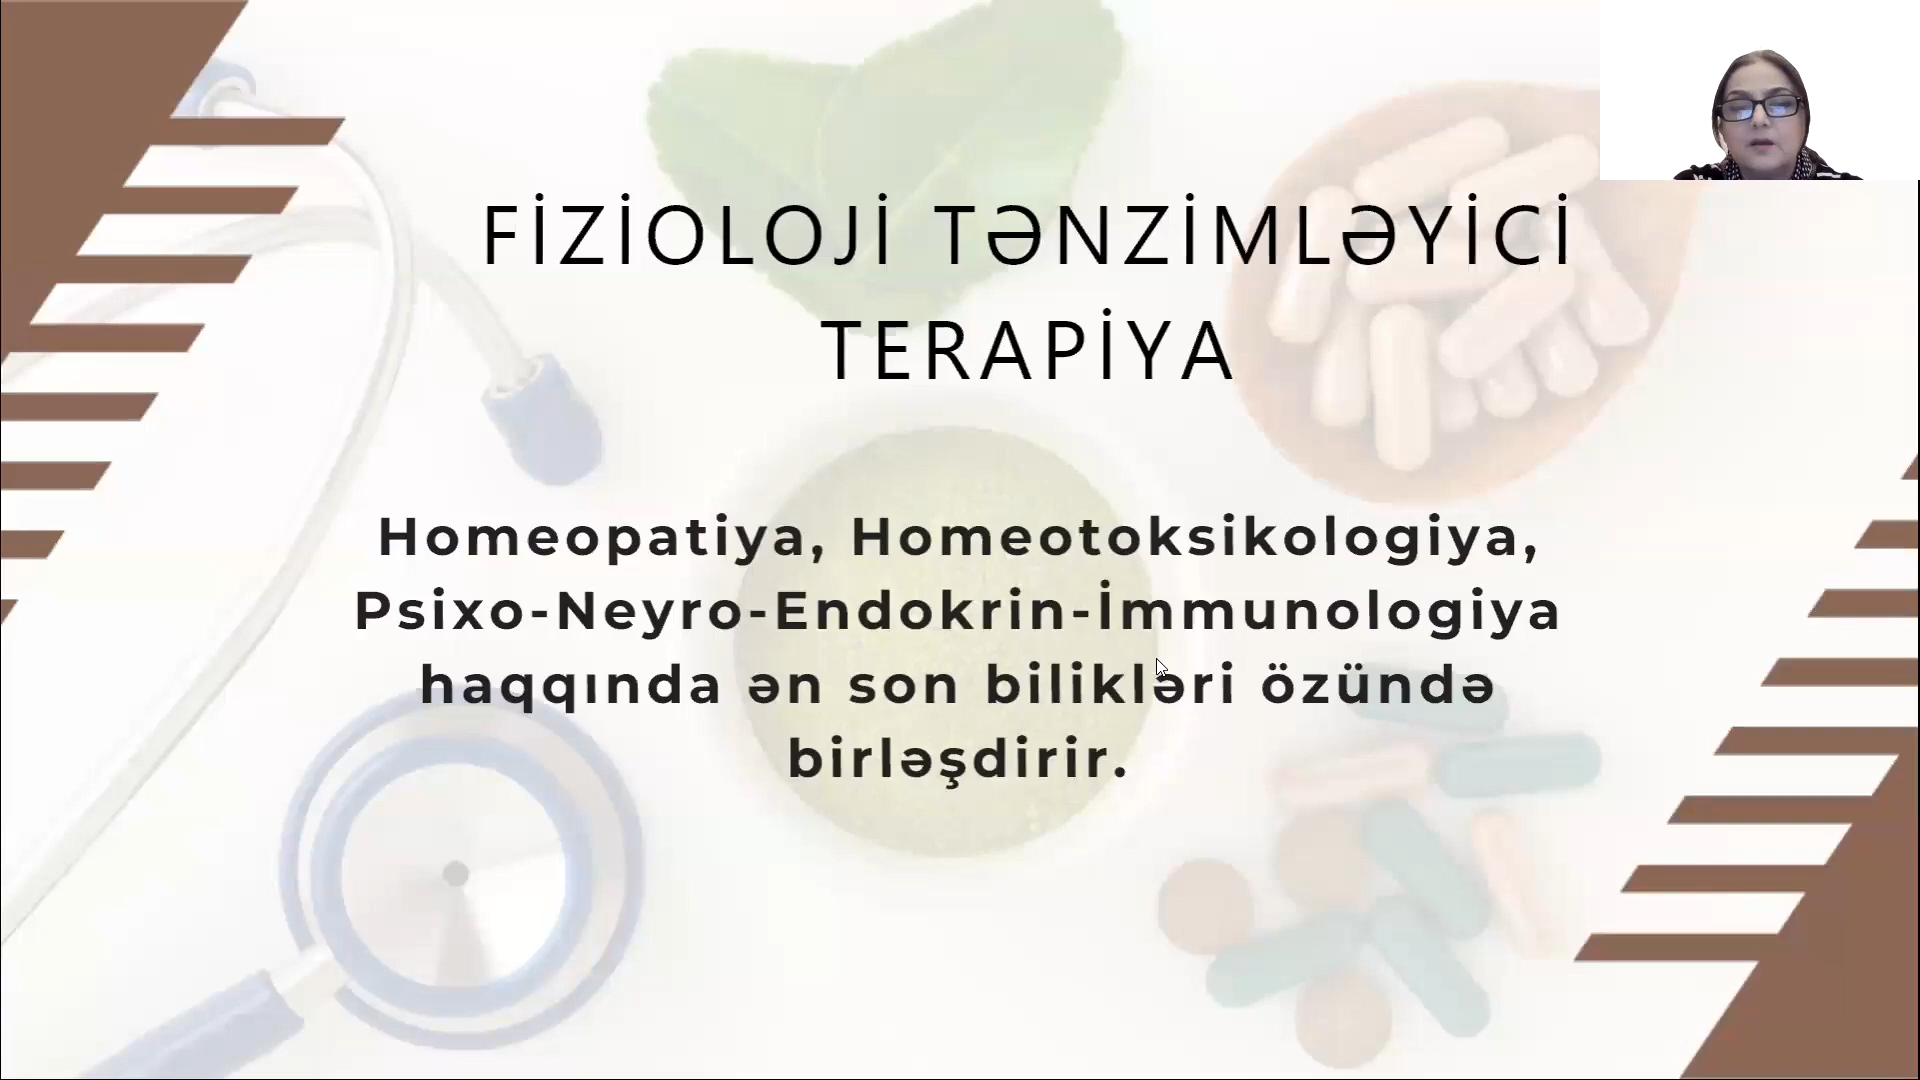 FİZİOLOJİ TƏNZİMLƏYİCİ
TERAPİYA
Homeopatiya, Homeotoksikologiya,
Psixo-Neyro-Endokrin-İmmunologiya
haqqında ən son bilikləri özündə
birləşdirir.